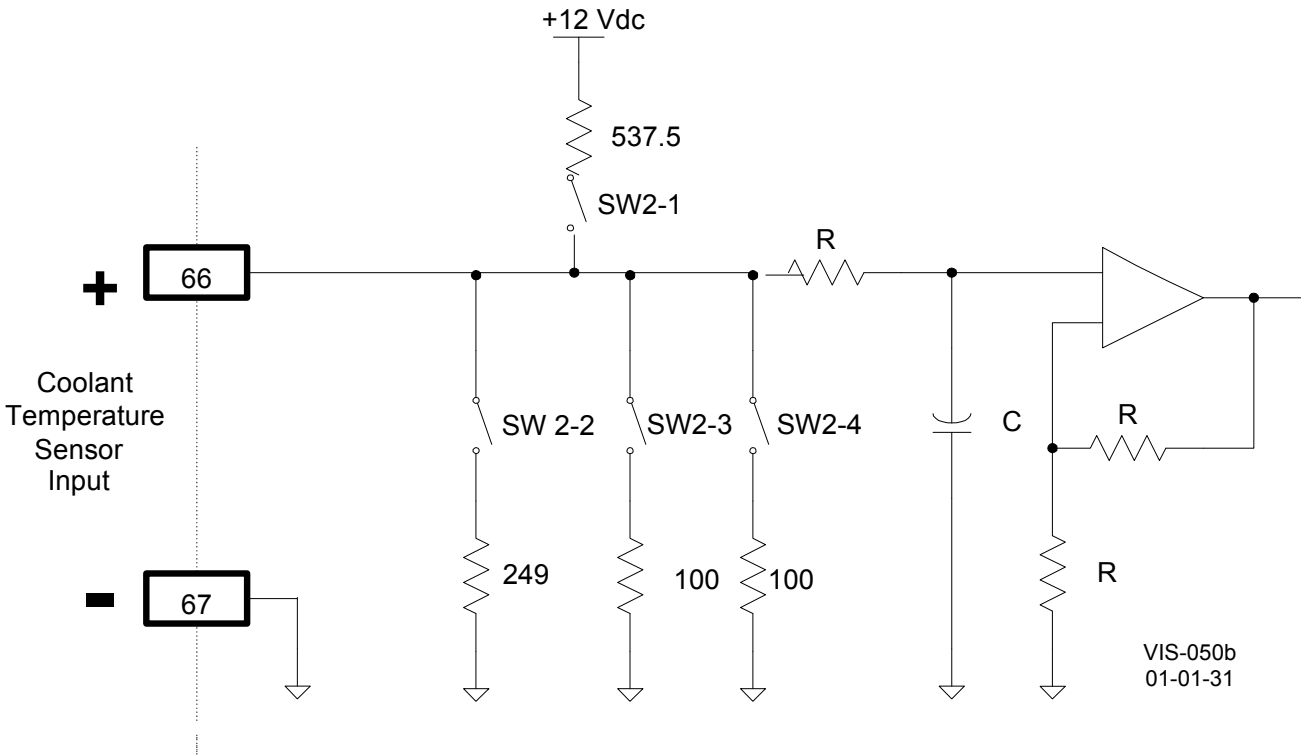 +12 Vdc
537.5
SW2-1
R
+
66
Coolant
Temperature
Sensor
Input
SW 2-2
SW2-3
SW2-4
C
R
249
100
100
R
-
67
VIS-050b
01-01-31